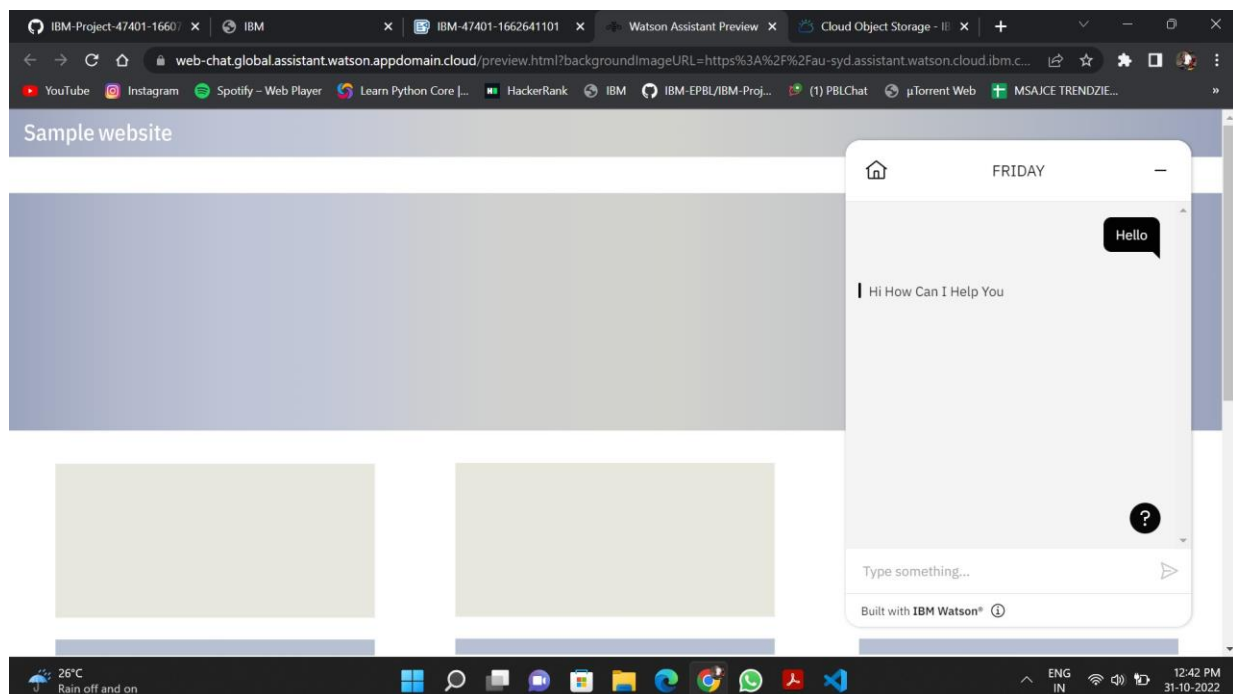 IBM-Project-47401-16607
IBM
IBM-47401-1662641101
Watson Assistant Preview
Cloud Object Storage - IB
web-chat.global.assistant.watson.appdomain.cloud/preview.html?backgroundImageURL=https%3A%2F%2Fau-syd.assistant.watson.cloud.ibm.c...
YouTube Instagram Spotify – Web Player Learn Python Core |... HackerRank IBM IBM-EPBL/IBM-Proj... (1) PBLChat µTorrent Web MSAJCE TRENDZIE... »
Sample website
FRIDAY
Hello
Hi How Can I Help You
?
Type something...
Built with IBM Watson®
26°C
Rain off and on
ENG
IN
12:42 PM
31-10-2022